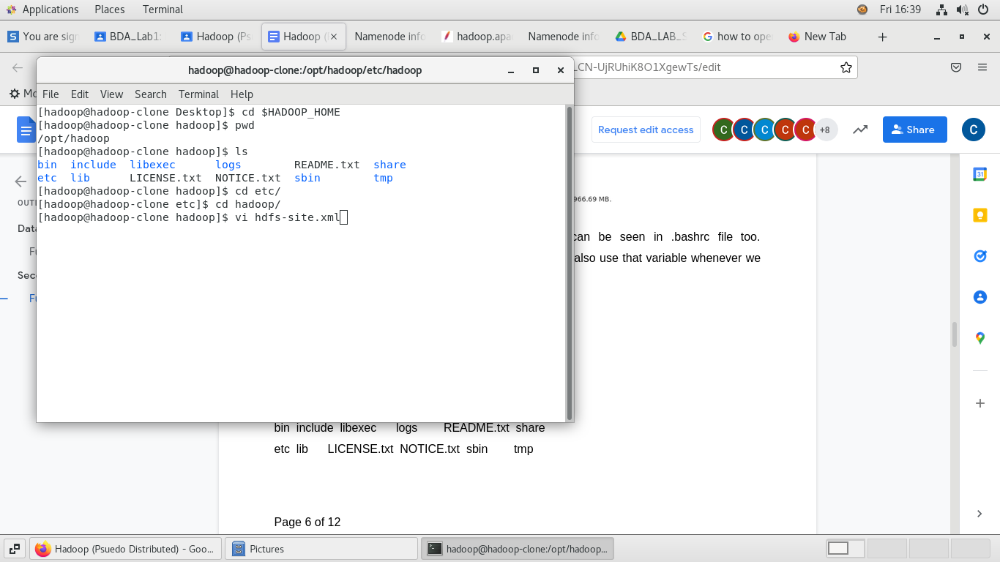 Applications Places Terminal Fri 16:39
You are sig BDA_Lab1: Hadoop (Ps Hadoop ( Namenode info hadoop.apa Namenode info BDA_LAB_S how to ope New Tab
LCN-UjRUhiK8O1XgewTs/edit
Mo
hadoop@hadoop-clone:/opt/hadoop/etc/hadoop
File Edit View Search Terminal Help
[hadoop@hadoop-clone Desktop]$ cd $HADOOP_HOME
[hadoop@hadoop-clone hadoop]$ pwd
/opt/hadoop
[hadoop@hadoop-clone hadoop]$ ls
bin include libexec logs README.txt share
etc lib LICENSE.txt NOTICE.txt sbin tmp
[hadoop@hadoop-clone hadoop]$ cd etc/
[hadoop@hadoop-clone etc]$ cd hadoop/
[hadoop@hadoop-clone hadoop]$ vi hdfs-site.xml
Request edit access C C C C C +8 Share C
OUT
Data
Fu
Sec
Fu
966.69 MB.
can be seen in .bashrc file too.
also use that variable whenever we
bin include libexec logs README.txt share
etc lib LICENSE.txt NOTICE.txt sbin tmp
Page 6 of 12
31
Hadoop (Psuedo Distributed) - Goo... Pictures hadoop@hadoop-clone:/opt/hadoop...